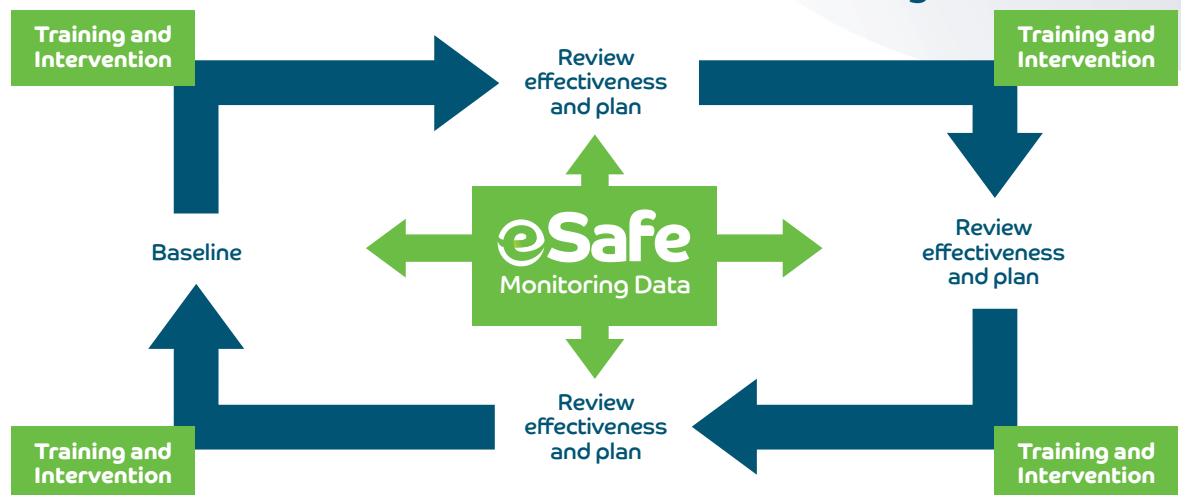 Training and
Intervention
Review
effectiveness
and plan
Training and
Intervention
Baseline
eSafe
Monitoring Data
Review
effectiveness
and plan
Training and
Intervention
Review
effectiveness
and plan
Training and
Intervention